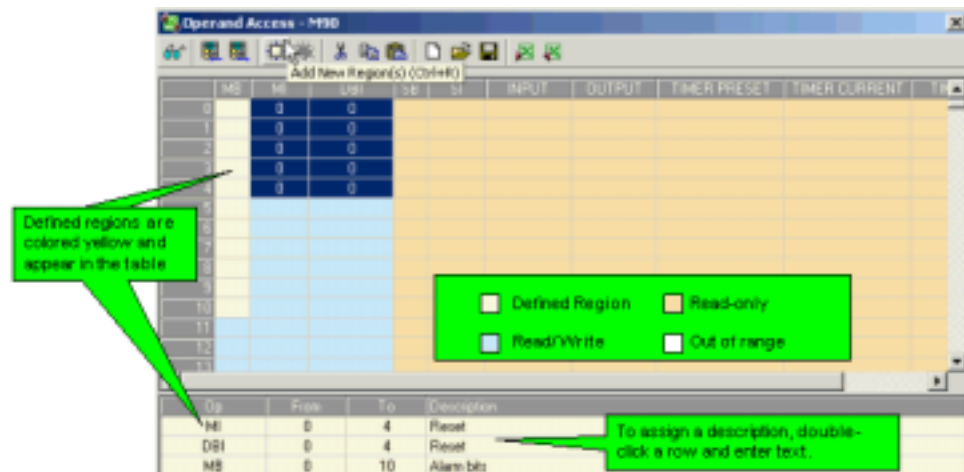 Operand Access - M90
Add New Region(s) (Ctrl+R)
MB MI DBI SB SI INPUT OUTPUT TIMER PRESET TIMER CURRENT
0 0 0
1 0 0
2 0 0
3 0 0
4 0 0
5
6
7
8
9
10
11
12
13
Defined regions are
colored yellow and
appear in the table
Defined Region Read-only
Read/Write Out of range
Op From To Description
MI 0 4 Reset
DBI 0 4 Reset
MB 0 10 Alarm bits
To assign a description, double-
click a row and enter text.